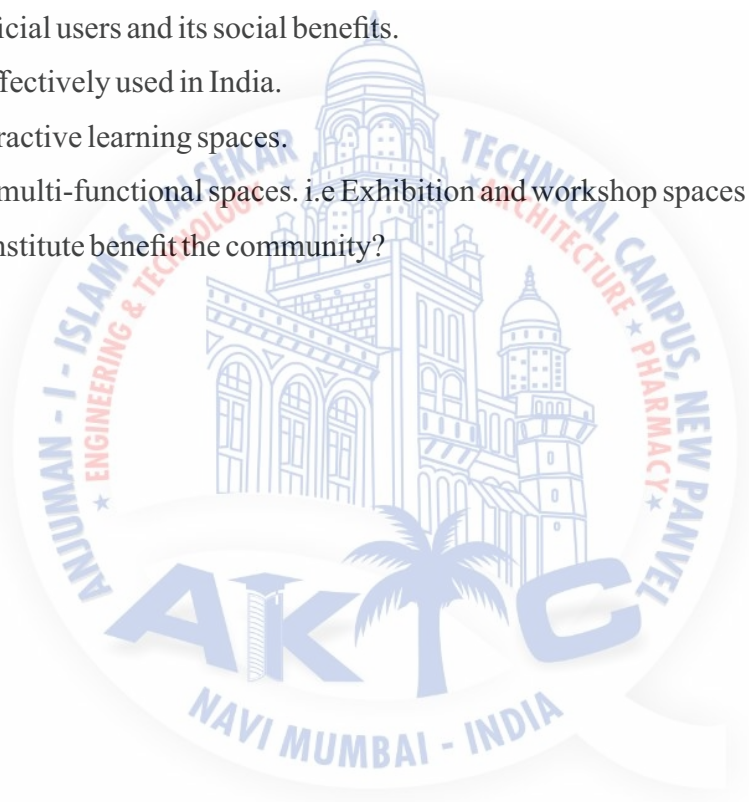 icial users and its social benefits.
ffectively used in India.
ractive learning spaces.
multi-functional spaces. i.e Exhibition and workshop spaces
nstitute benefit the community?
ANJUMAN - I - ISLAM'S KALSEKAR TECHNICAL CAMPUS, NEW PANVEL
★ ENGINEERING & TECHNOLOGY ★ ARCHITECTURE ★ PHARMACY ★
AKTC
NAVI MUMBAI - INDIA